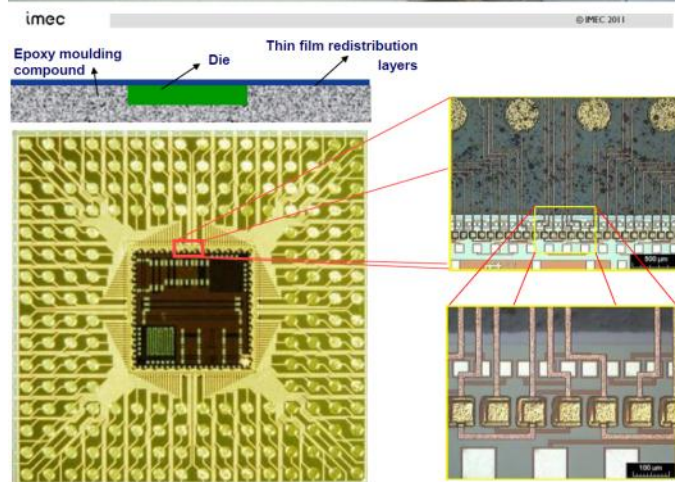 imec
© IMEC 2011
Epoxy moulding
compound
Die
Thin film redistribution
layers
500 µm
100 µm